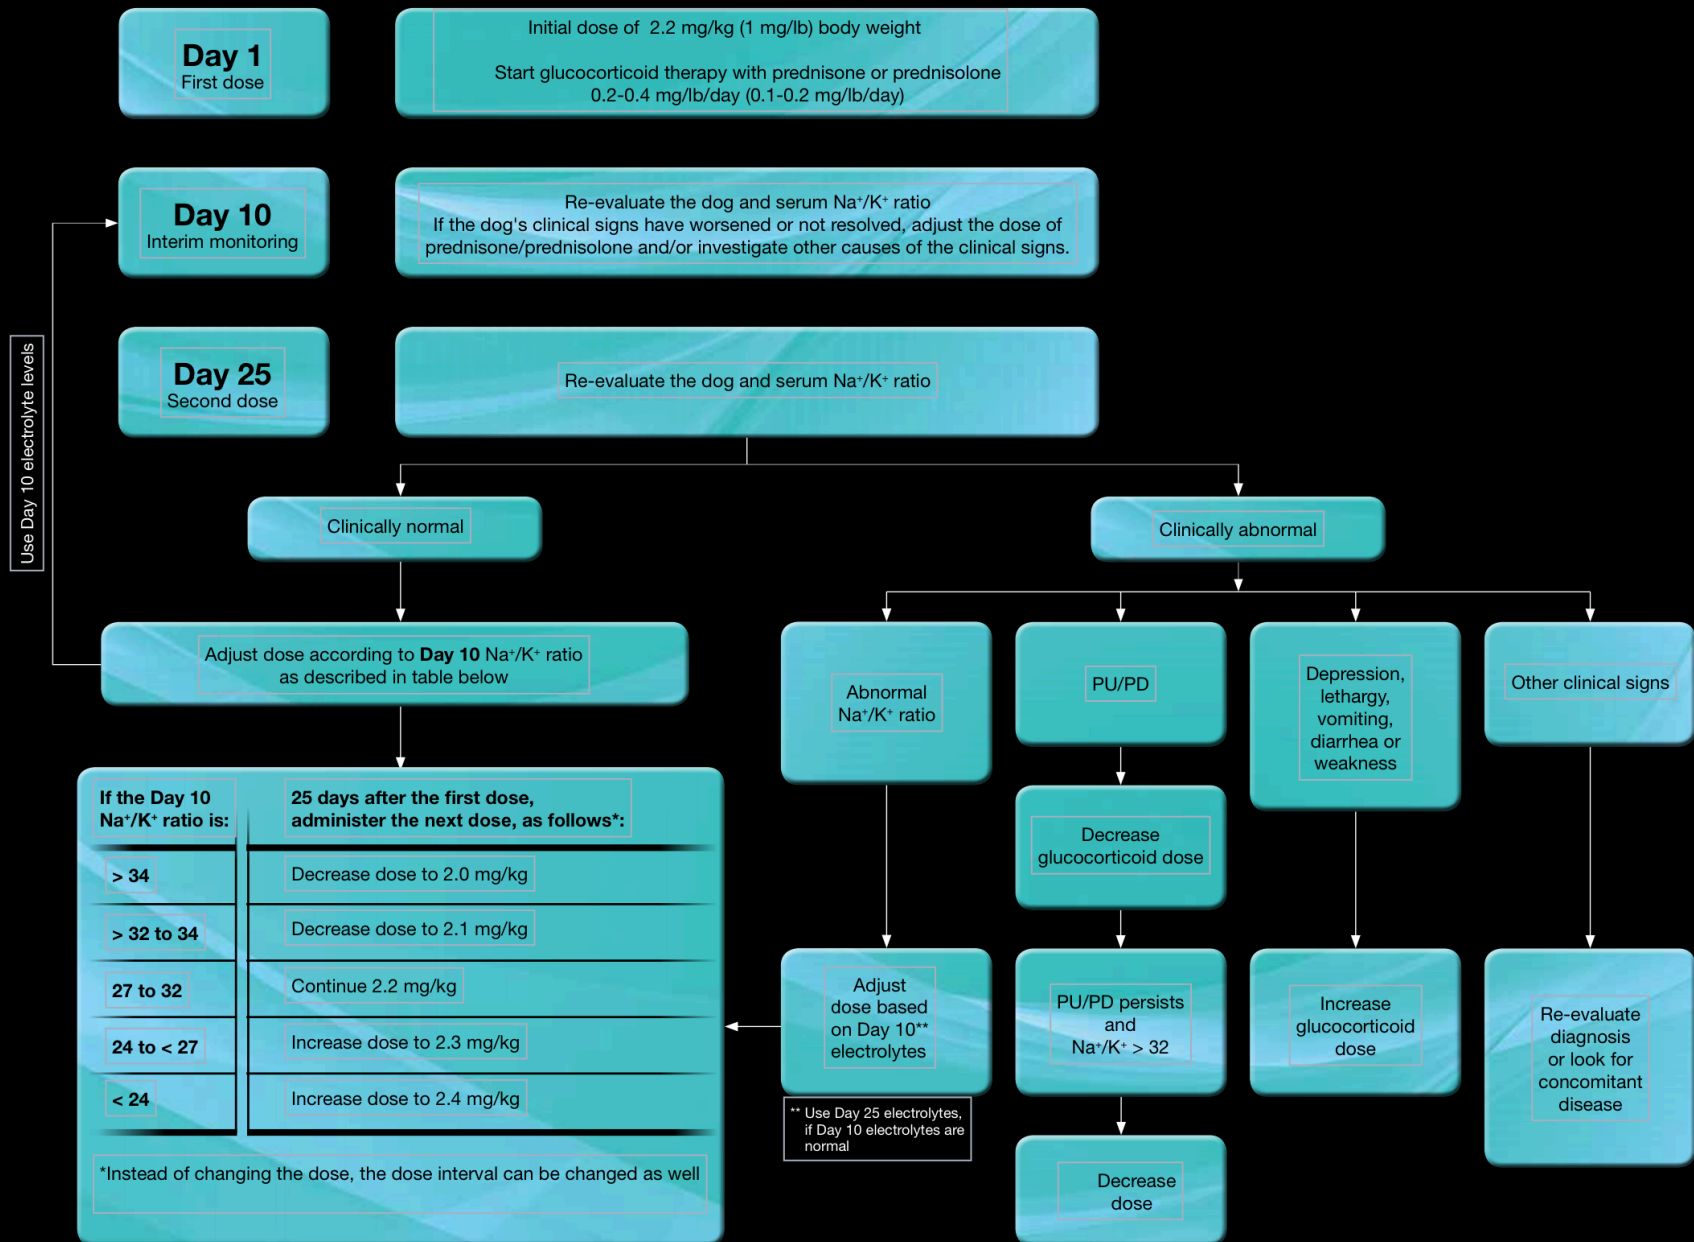 Day 1
First dose
Initial dose of 2.2 mg/kg (1 mg/lb) body weight
Start glucocorticoid therapy with prednisone or prednisolone
0.2-0.4 mg/lb/day (0.1-0.2 mg/lb/day)
Day 10
Interim monitoring
Re-evaluate the dog and serum Na⁺/K⁺ ratio
If the dog's clinical signs have worsened or not resolved, adjust the dose of
prednisone/prednisolone and/or investigate other causes of the clinical signs.
Use Day 10 electrolyte levels
Day 25
Second dose
Re-evaluate the dog and serum Na⁺/K⁺ ratio
Clinically normal
Clinically abnormal
Adjust dose according to Day 10 Na⁺/K⁺ ratio
as described in table below
Abnormal
Na⁺/K⁺ ratio
PU/PD
Depression,
lethargy,
vomiting,
diarrhea or
weakness
Other clinical signs
If the Day 10
Na⁺/K⁺ ratio is:
25 days after the first dose,
administer the next dose, as follows*:
> 34
Decrease dose to 2.0 mg/kg
> 32 to 34
Decrease dose to 2.1 mg/kg
27 to 32
Continue 2.2 mg/kg
24 to < 27
Increase dose to 2.3 mg/kg
< 24
Increase dose to 2.4 mg/kg
*Instead of changing the dose, the dose interval can be changed as well
Decrease
glucocorticoid dose
Adjust
dose based
on Day 10**
electrolytes
** Use Day 25 electrolytes,
if Day 10 electrolytes are
normal
PU/PD persists
and
Na⁺/K⁺ > 32
Decrease
dose
Increase
glucocorticoid
dose
Re-evaluate
diagnosis
or look for
concomitant
disease